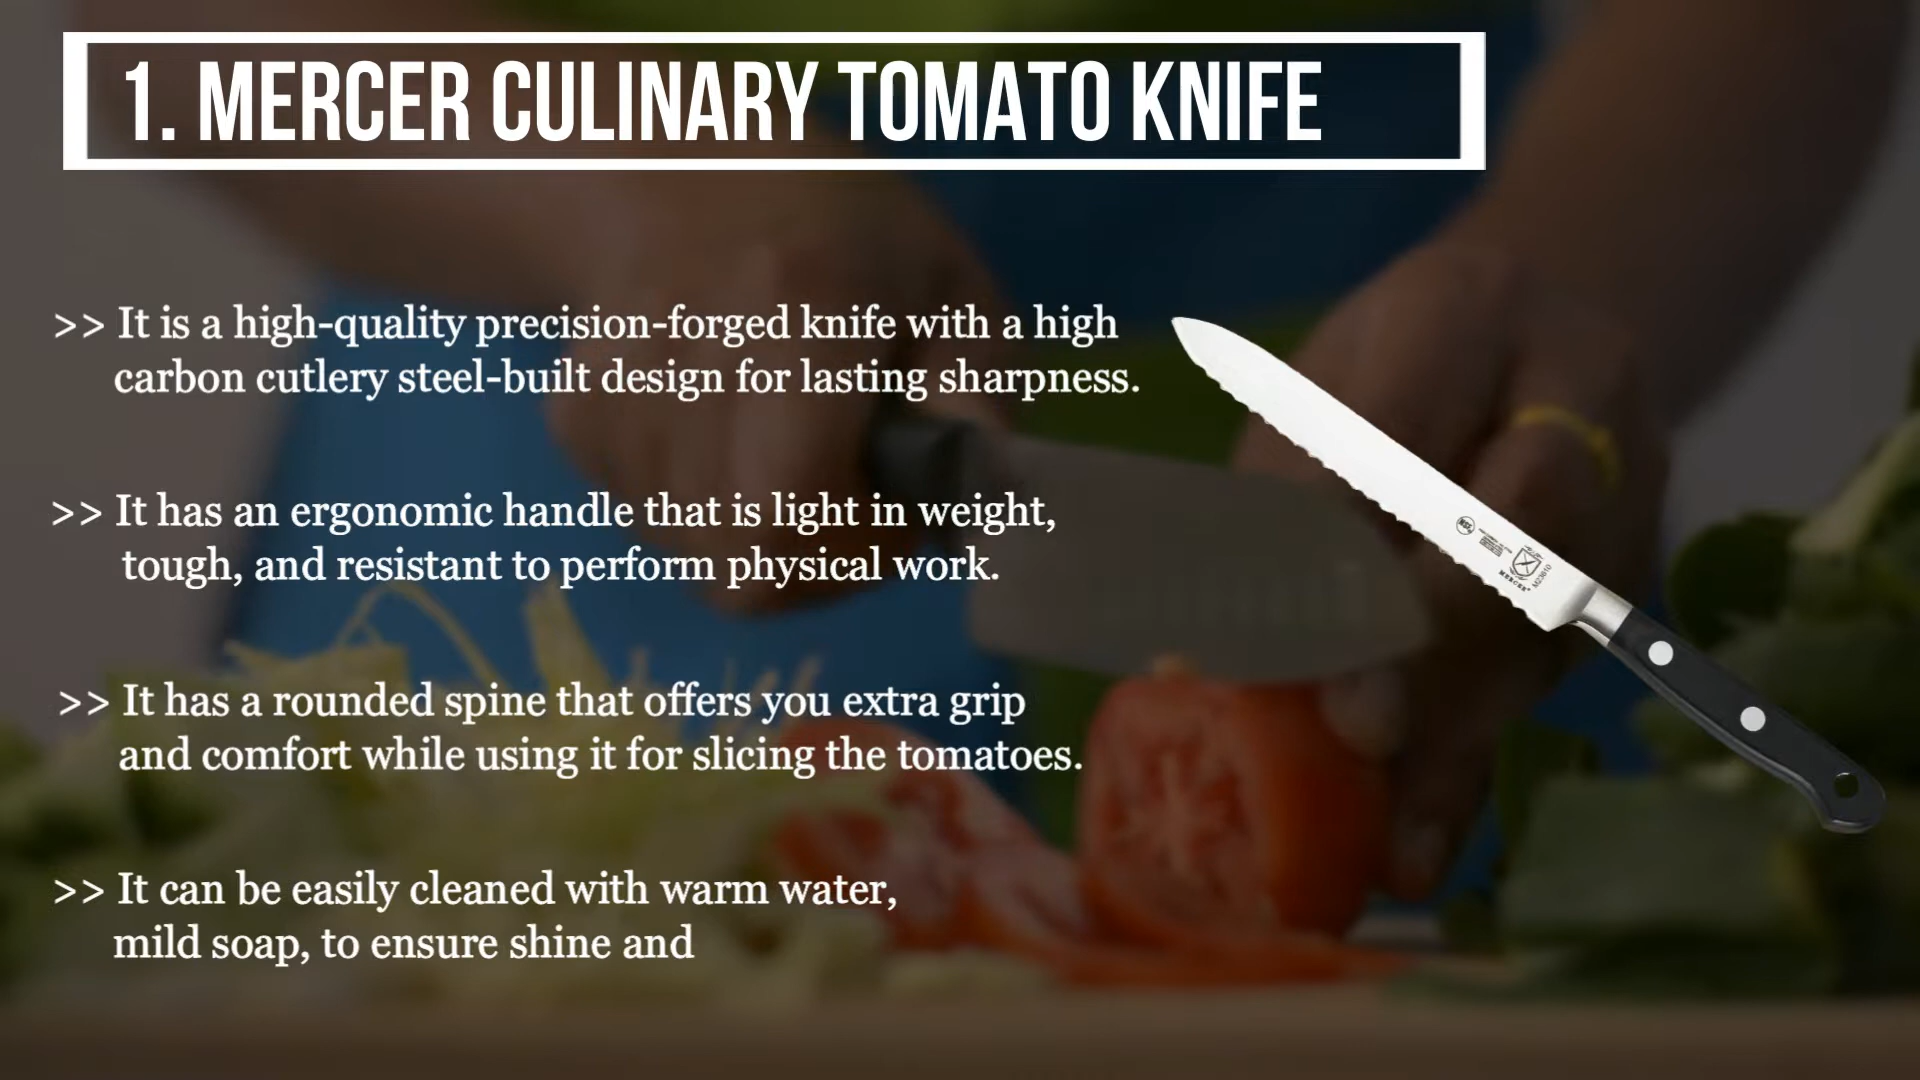 1. MERCER CULINARY TOMATO KNIFE
>> It is a high-quality precision-forged knife with a high
carbon cutlery steel-built design for lasting sharpness.
>> It has an ergonomic handle that is light in weight,
tough, and resistant to perform physical work.
>> It has a rounded spine that offers you extra grip
and comfort while using it for slicing the tomatoes.
>> It can be easily cleaned with warm water,
mild soap, to ensure shine and
NSF
MERCER
M23610